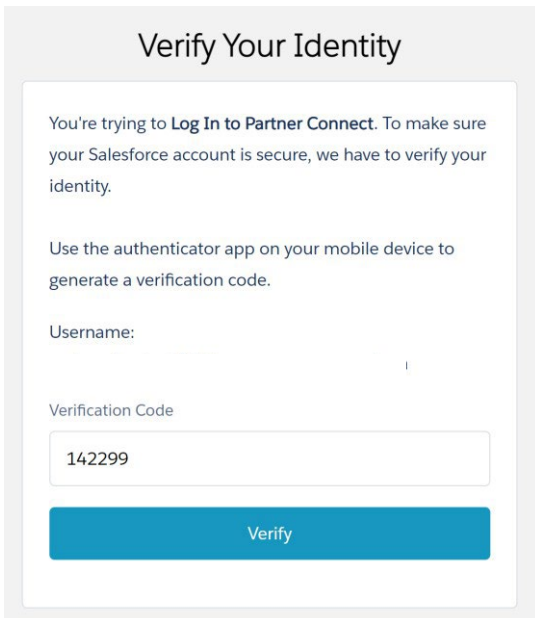 Verify Your Identity
You're trying to Log In to Partner Connect. To make sure
your Salesforce account is secure, we have to verify your
identity.
Use the authenticator app on your mobile device to
generate a verification code.
Username:
Verification Code
142299
Verify